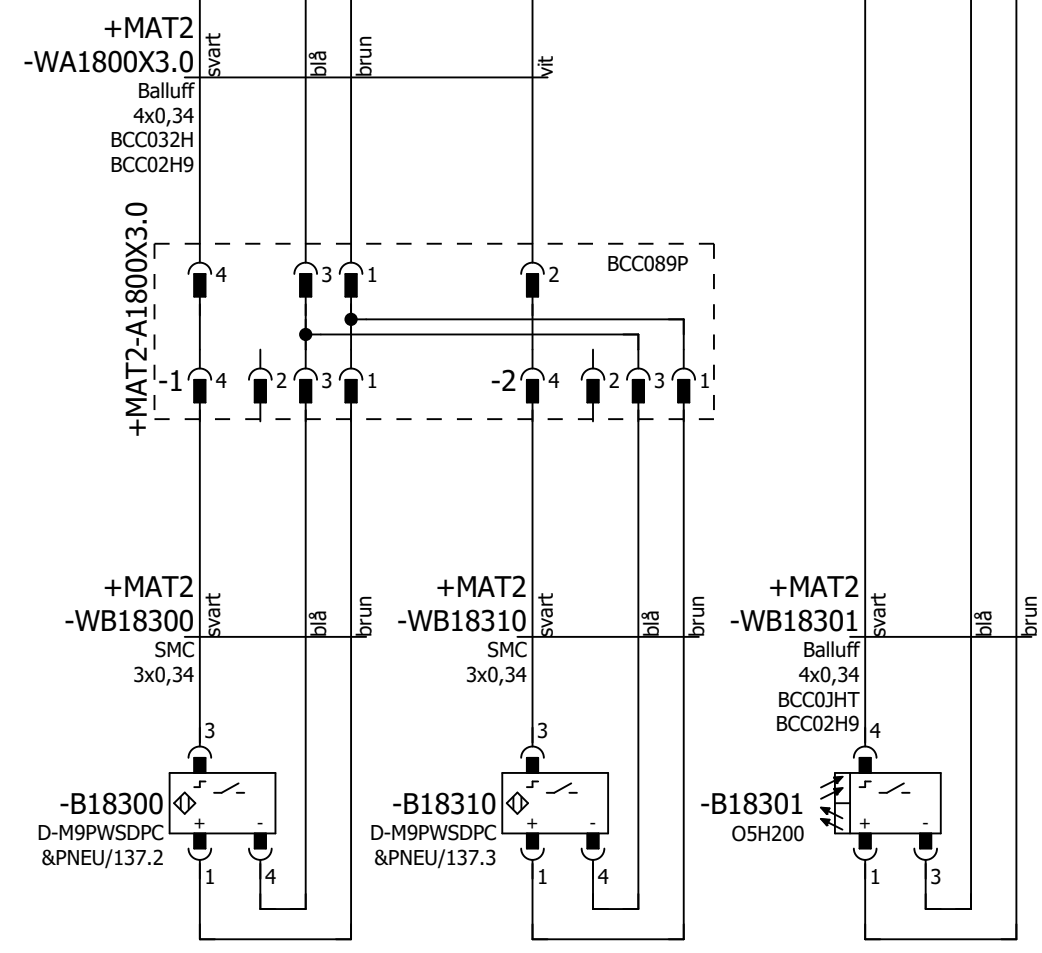 +MAT2
-WA1800X3.0
svart
blå
brun
vit
Balluff
4x0,34
BCC032H
BCC02H9
+MAT2-A1800X3.0
4
3
1
2
BCC089P
-1
4
2
3
1
-2
4
2
3
1
+MAT2
-WB18300
svart
blå
brun
SMC
3x0,34
+MAT2
-WB18310
svart
blå
brun
SMC
3x0,34
+MAT2
-WB18301
svart
blå
brun
Balluff
4x0,34
BCC0JHT
BCC02H9
3
-B18300
D-M9PWSDPC
&PNEU/137.2
+
-
1
4
3
-B18310
D-M9PWSDPC
&PNEU/137.3
+
-
1
4
4
-B18301
O5H200
+
-
1
3